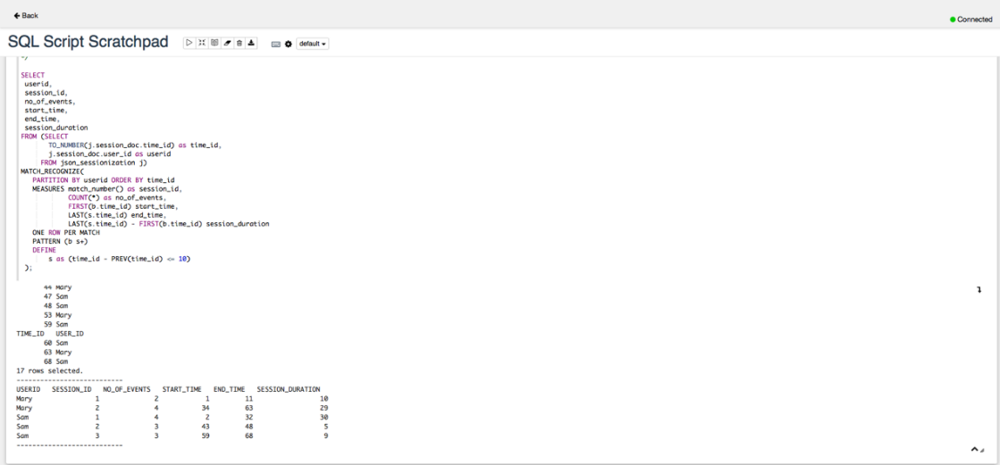 Back
Connected
SQL Script Scratchpad
default
*/
SELECT
userid,
session_id,
no_of_events,
start_time,
end_time,
session_duration
FROM (SELECT
TO_NUMBER(j.session_doc.time_id) as time_id,
j.session_doc.user_id as userid
FROM json_sessionization j)
MATCH_RECOGNIZE(
PARTITION BY userid ORDER BY time_id
MEASURES match_number() as session_id,
COUNT(*) as no_of_events,
FIRST(b.time_id) start_time,
LAST(s.time_id) end_time,
LAST(s.time_id) - FIRST(b.time_id) session_duration
ONE ROW PER MATCH
PATTERN (b s+)
DEFINE
s as (time_id - PREV(time_id) <= 10)
);
44 Mary
47 Sam
48 Sam
53 Mary
59 Sam
TIME_ID USER_ID
60 Sam
63 Mary
68 Sam
17 rows selected.
---------------------------
USERID SESSION_ID NO_OF_EVENTS START_TIME END_TIME SESSION_DURATION
Mary 1 2 1 11 10
Mary 2 4 34 63 29
Sam 1 4 2 32 30
Sam 2 3 43 48 5
Sam 3 3 59 68 9
---------------------------